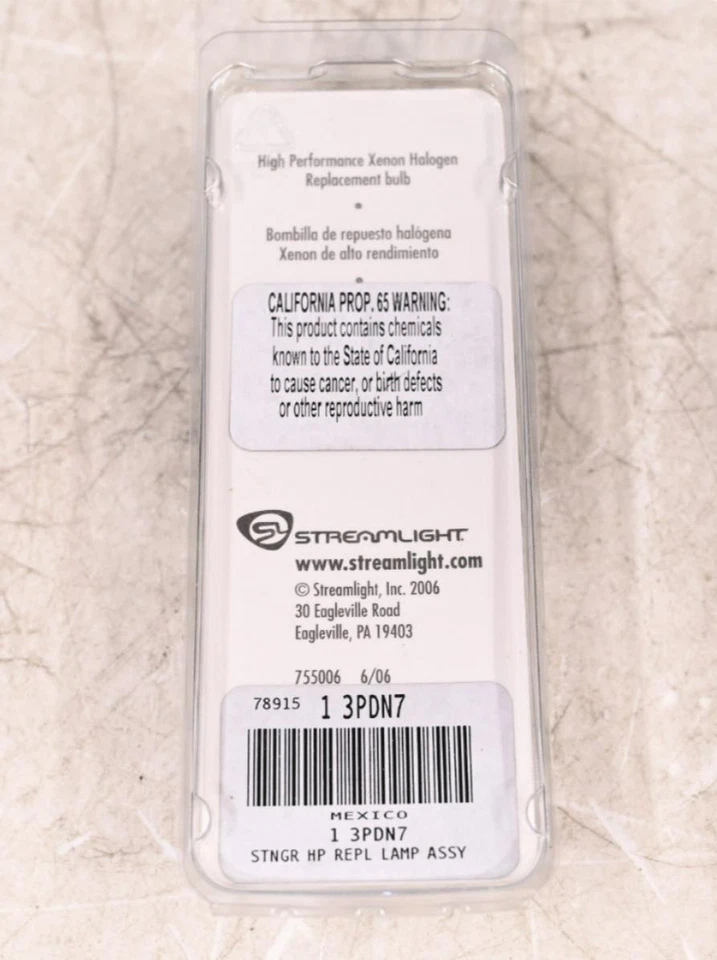 High Performance Xenon Halogen
Replacement bulb
•
Bombilla de repuesto halógena
Xenon de alto rendimiento
•
CALIFORNIA PROP. 65 WARNING:
This product contains chemicals
known to the State of California
to cause cancer, or birth defects
or other reproductive harm
SL STREAMLIGHT
www.streamlight.com
© Streamlight, Inc. 2006
30 Eagleville Road
Eagleville, PA 19403
755006 6/06
78915 1 3PDN7
MEXICO
1 3PDN7
STNGR HP REPL LAMP ASSY